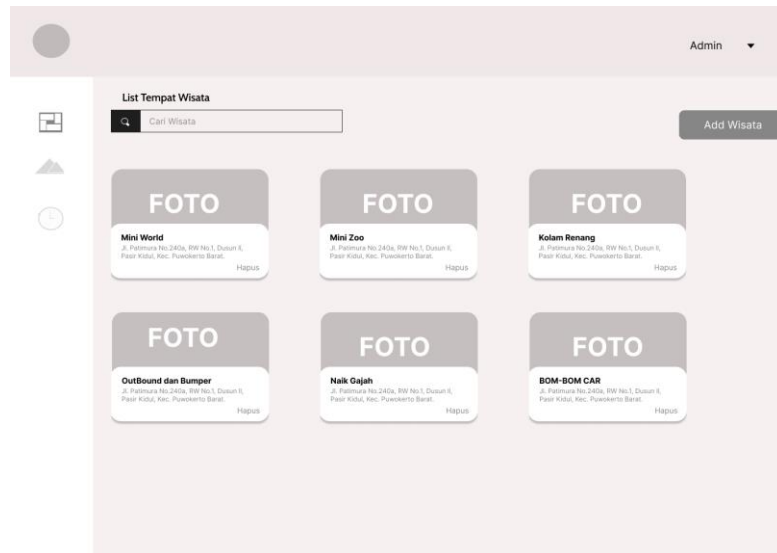 Admin
List Tempat Wisata
Cari Wisata
Add Wisata
FOTO
Mini World
Jl. Patimura No.240a, RW No.1, Dusun II,
Pasir Kidul, Kec. Puwokerto Barat.
Hapus
FOTO
Mini Zoo
Jl. Patimura No.240a, RW No.1, Dusun II,
Pasir Kidul, Kec. Puwokerto Barat.
Hapus
FOTO
Kolam Renang
Jl. Patimura No.240a, RW No.1, Dusun II,
Pasir Kidul, Kec. Puwokerto Barat.
Hapus
FOTO
OutBound dan Bumper
Jl. Patimura No.240a, RW No.1, Dusun II,
Pasir Kidul, Kec. Puwokerto Barat.
Hapus
FOTO
Naik Gajah
Jl. Patimura No.240a, RW No.1, Dusun II,
Pasir Kidul, Kec. Puwokerto Barat.
Hapus
FOTO
BOM-BOM CAR
Jl. Patimura No.240a, RW No.1, Dusun II,
Pasir Kidul, Kec. Puwokerto Barat.
Hapus